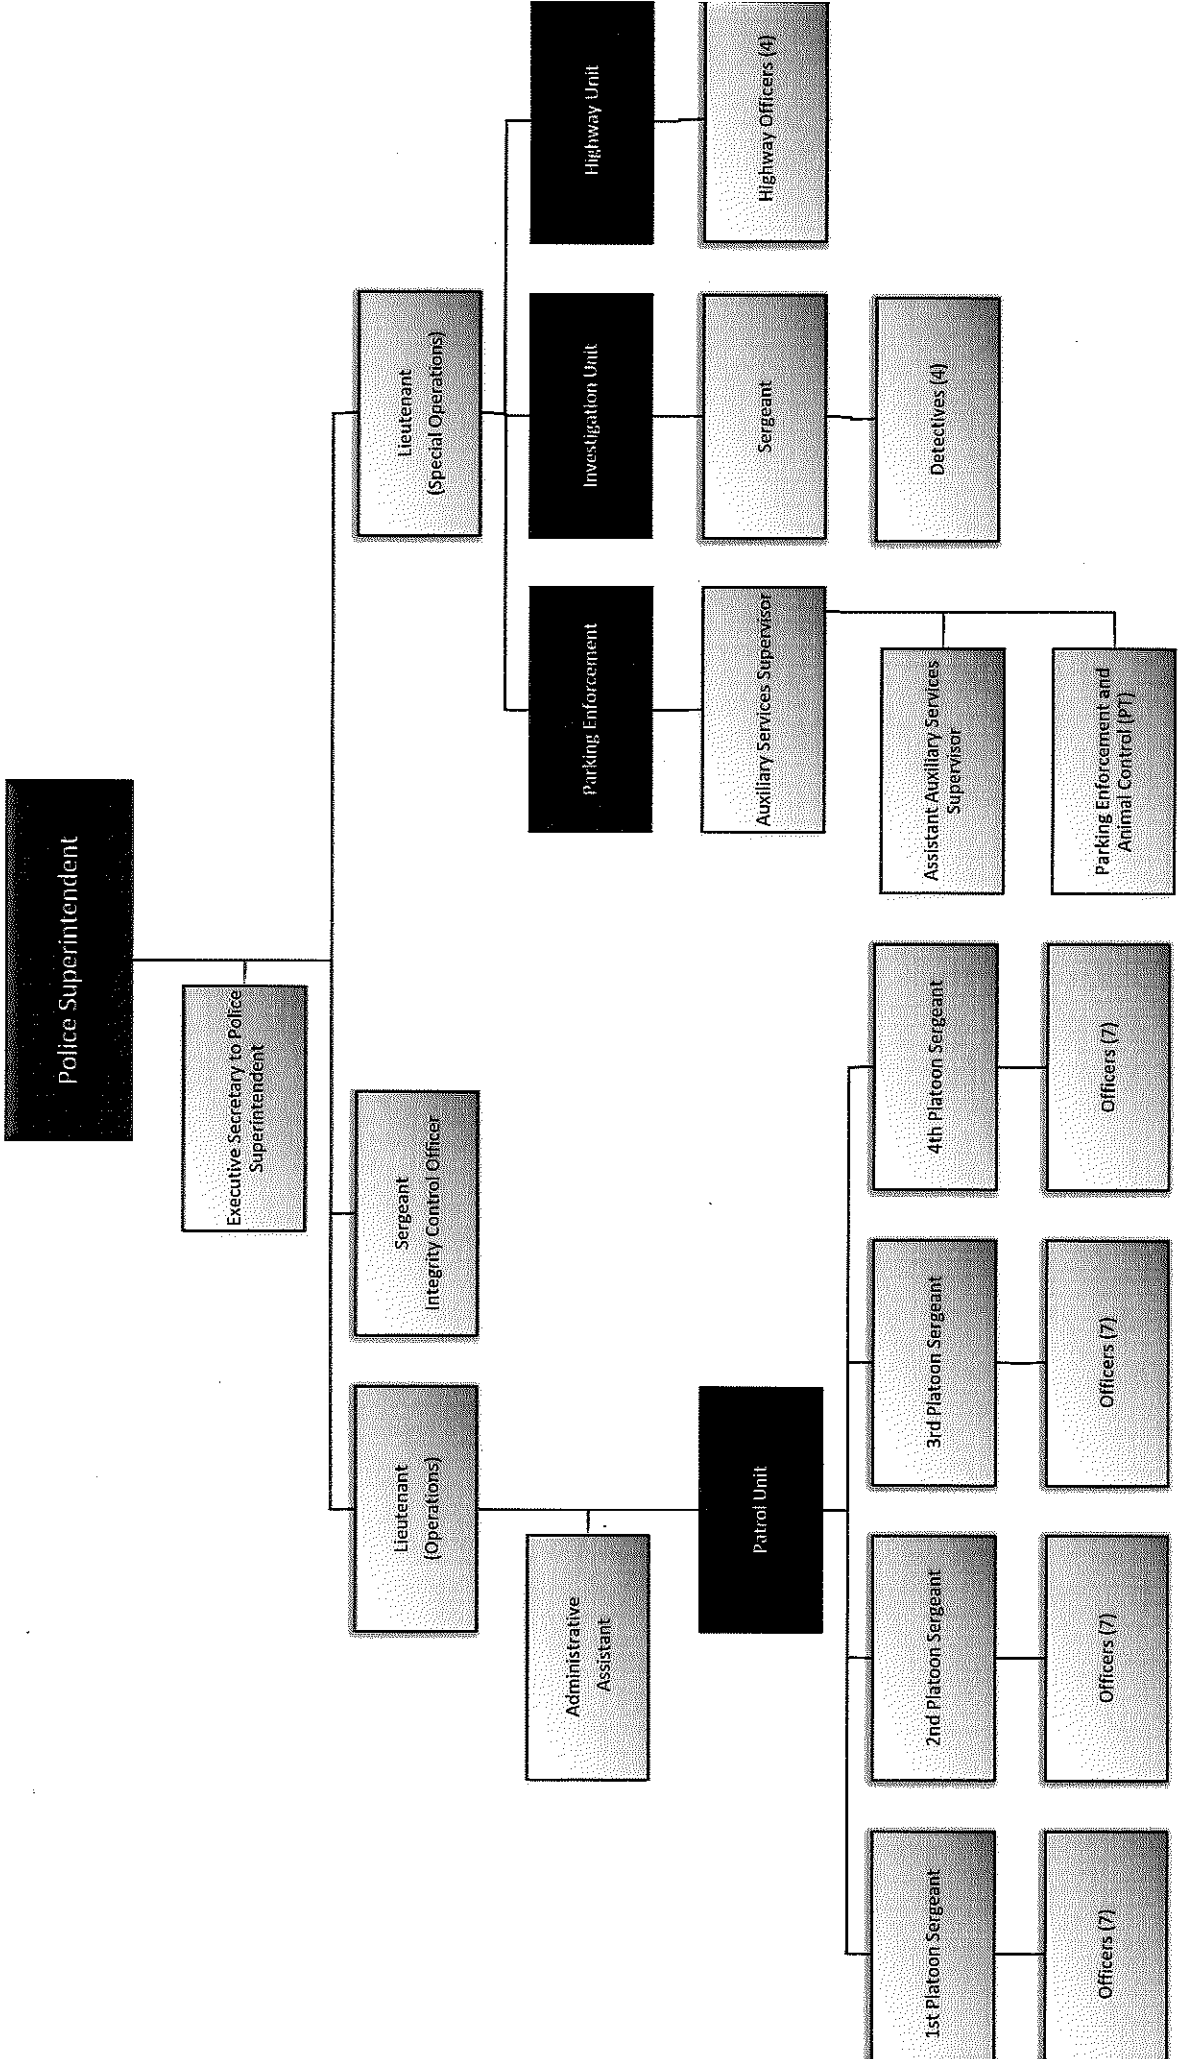 Police Superintendent
Executive Secretary to Police
Superintendent
Lieutenant
(Operations)
Sergeant
Integrity Control Officer
Lieutenant
(Special Operations)
Administrative
Assistant
Parking Enforcement
Investigation Unit
Highway Unit
Patrol Unit
Auxiliary Services Supervisor
Sergeant
Highway Officers (4)
1st Platoon Sergeant
2nd Platoon Sergeant
3rd Platoon Sergeant
4th Platoon Sergeant
Assistant Auxiliary Services
Supervisor
Detectives (4)
Officers (7)
Officers (7)
Officers (7)
Officers (7)
Parking Enforcement and
Animal Control (PT)